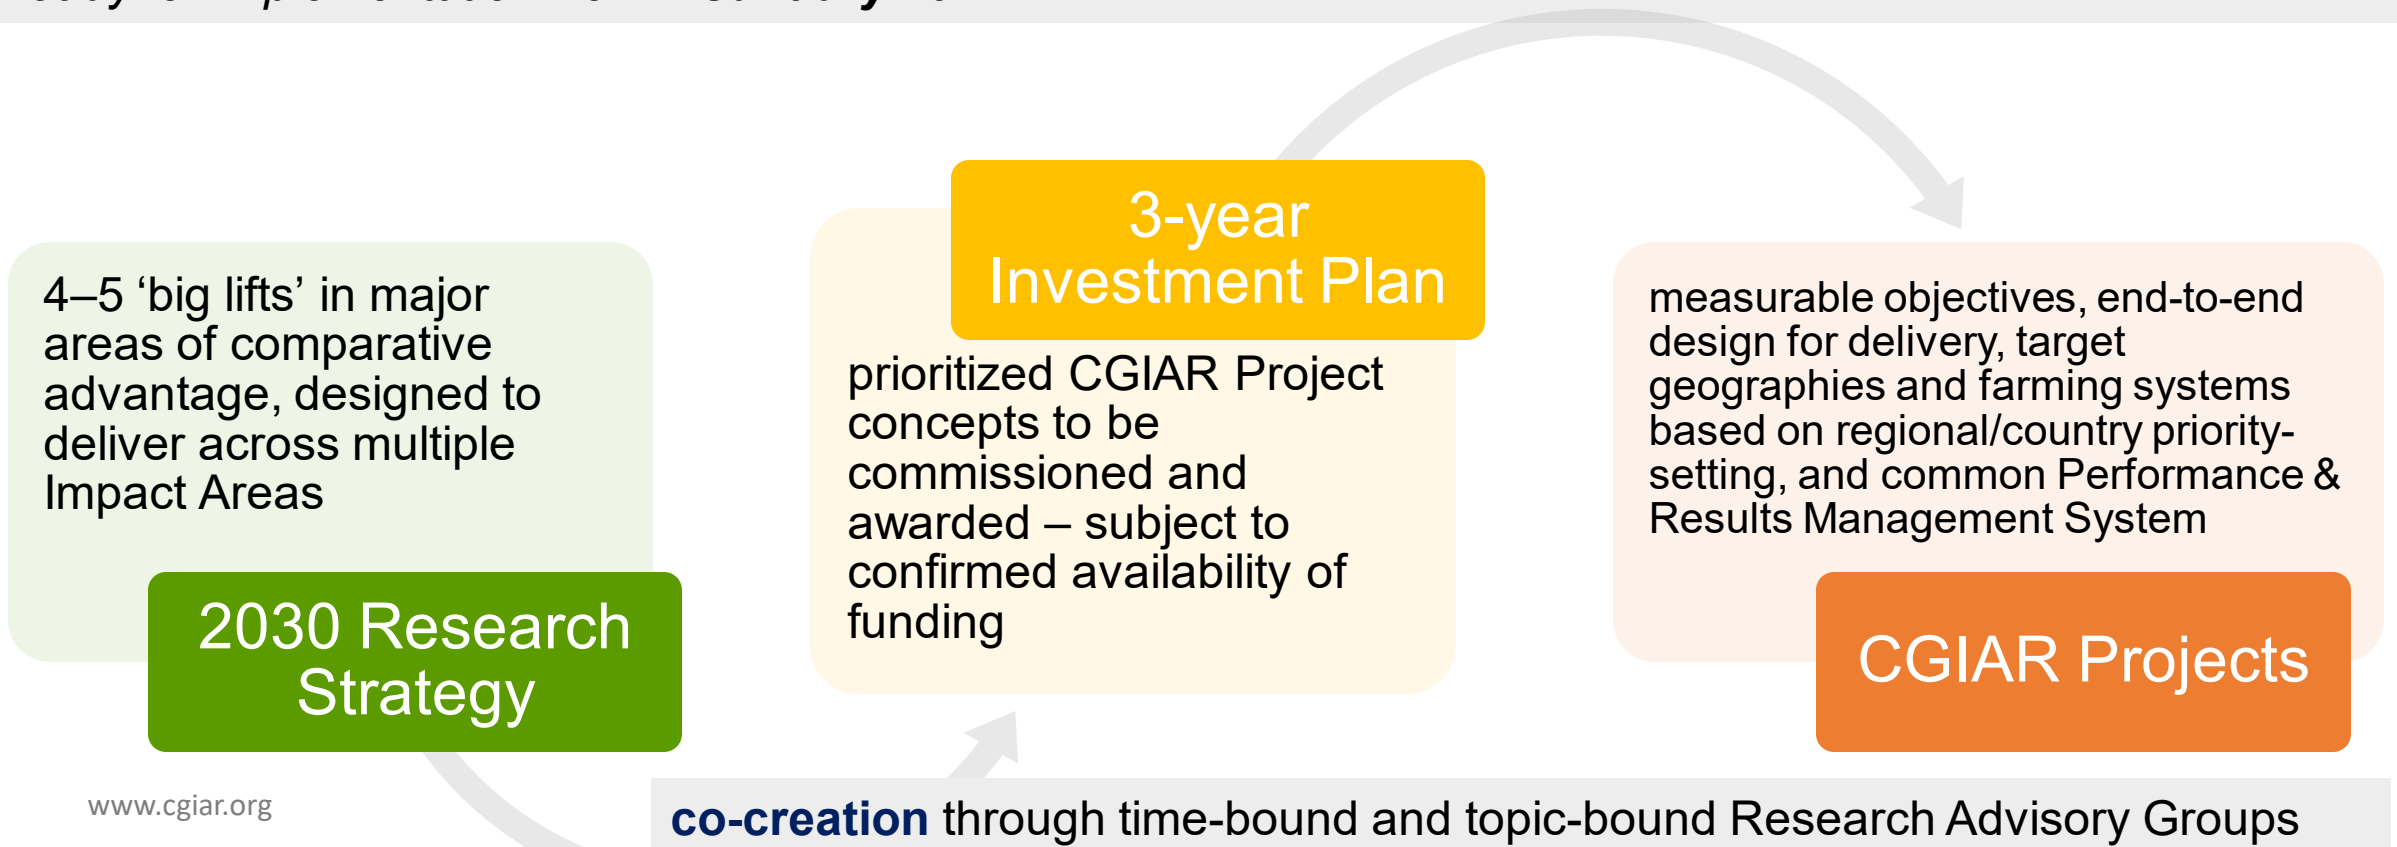 4–5 ‘big lifts’ in major
areas of comparative
advantage, designed to
deliver across multiple
Impact Areas
2030 Research
Strategy
3-year
Investment Plan
prioritized CGIAR Project
concepts to be
commissioned and
awarded – subject to
confirmed availability of
funding
measurable objectives, end-to-end
design for delivery, target
geographies and farming systems
based on regional/country priority-
setting, and common Performance &
Results Management System
CGIAR Projects
www.cgiar.org
co-creation through time-bound and topic-bound Research Advisory Groups